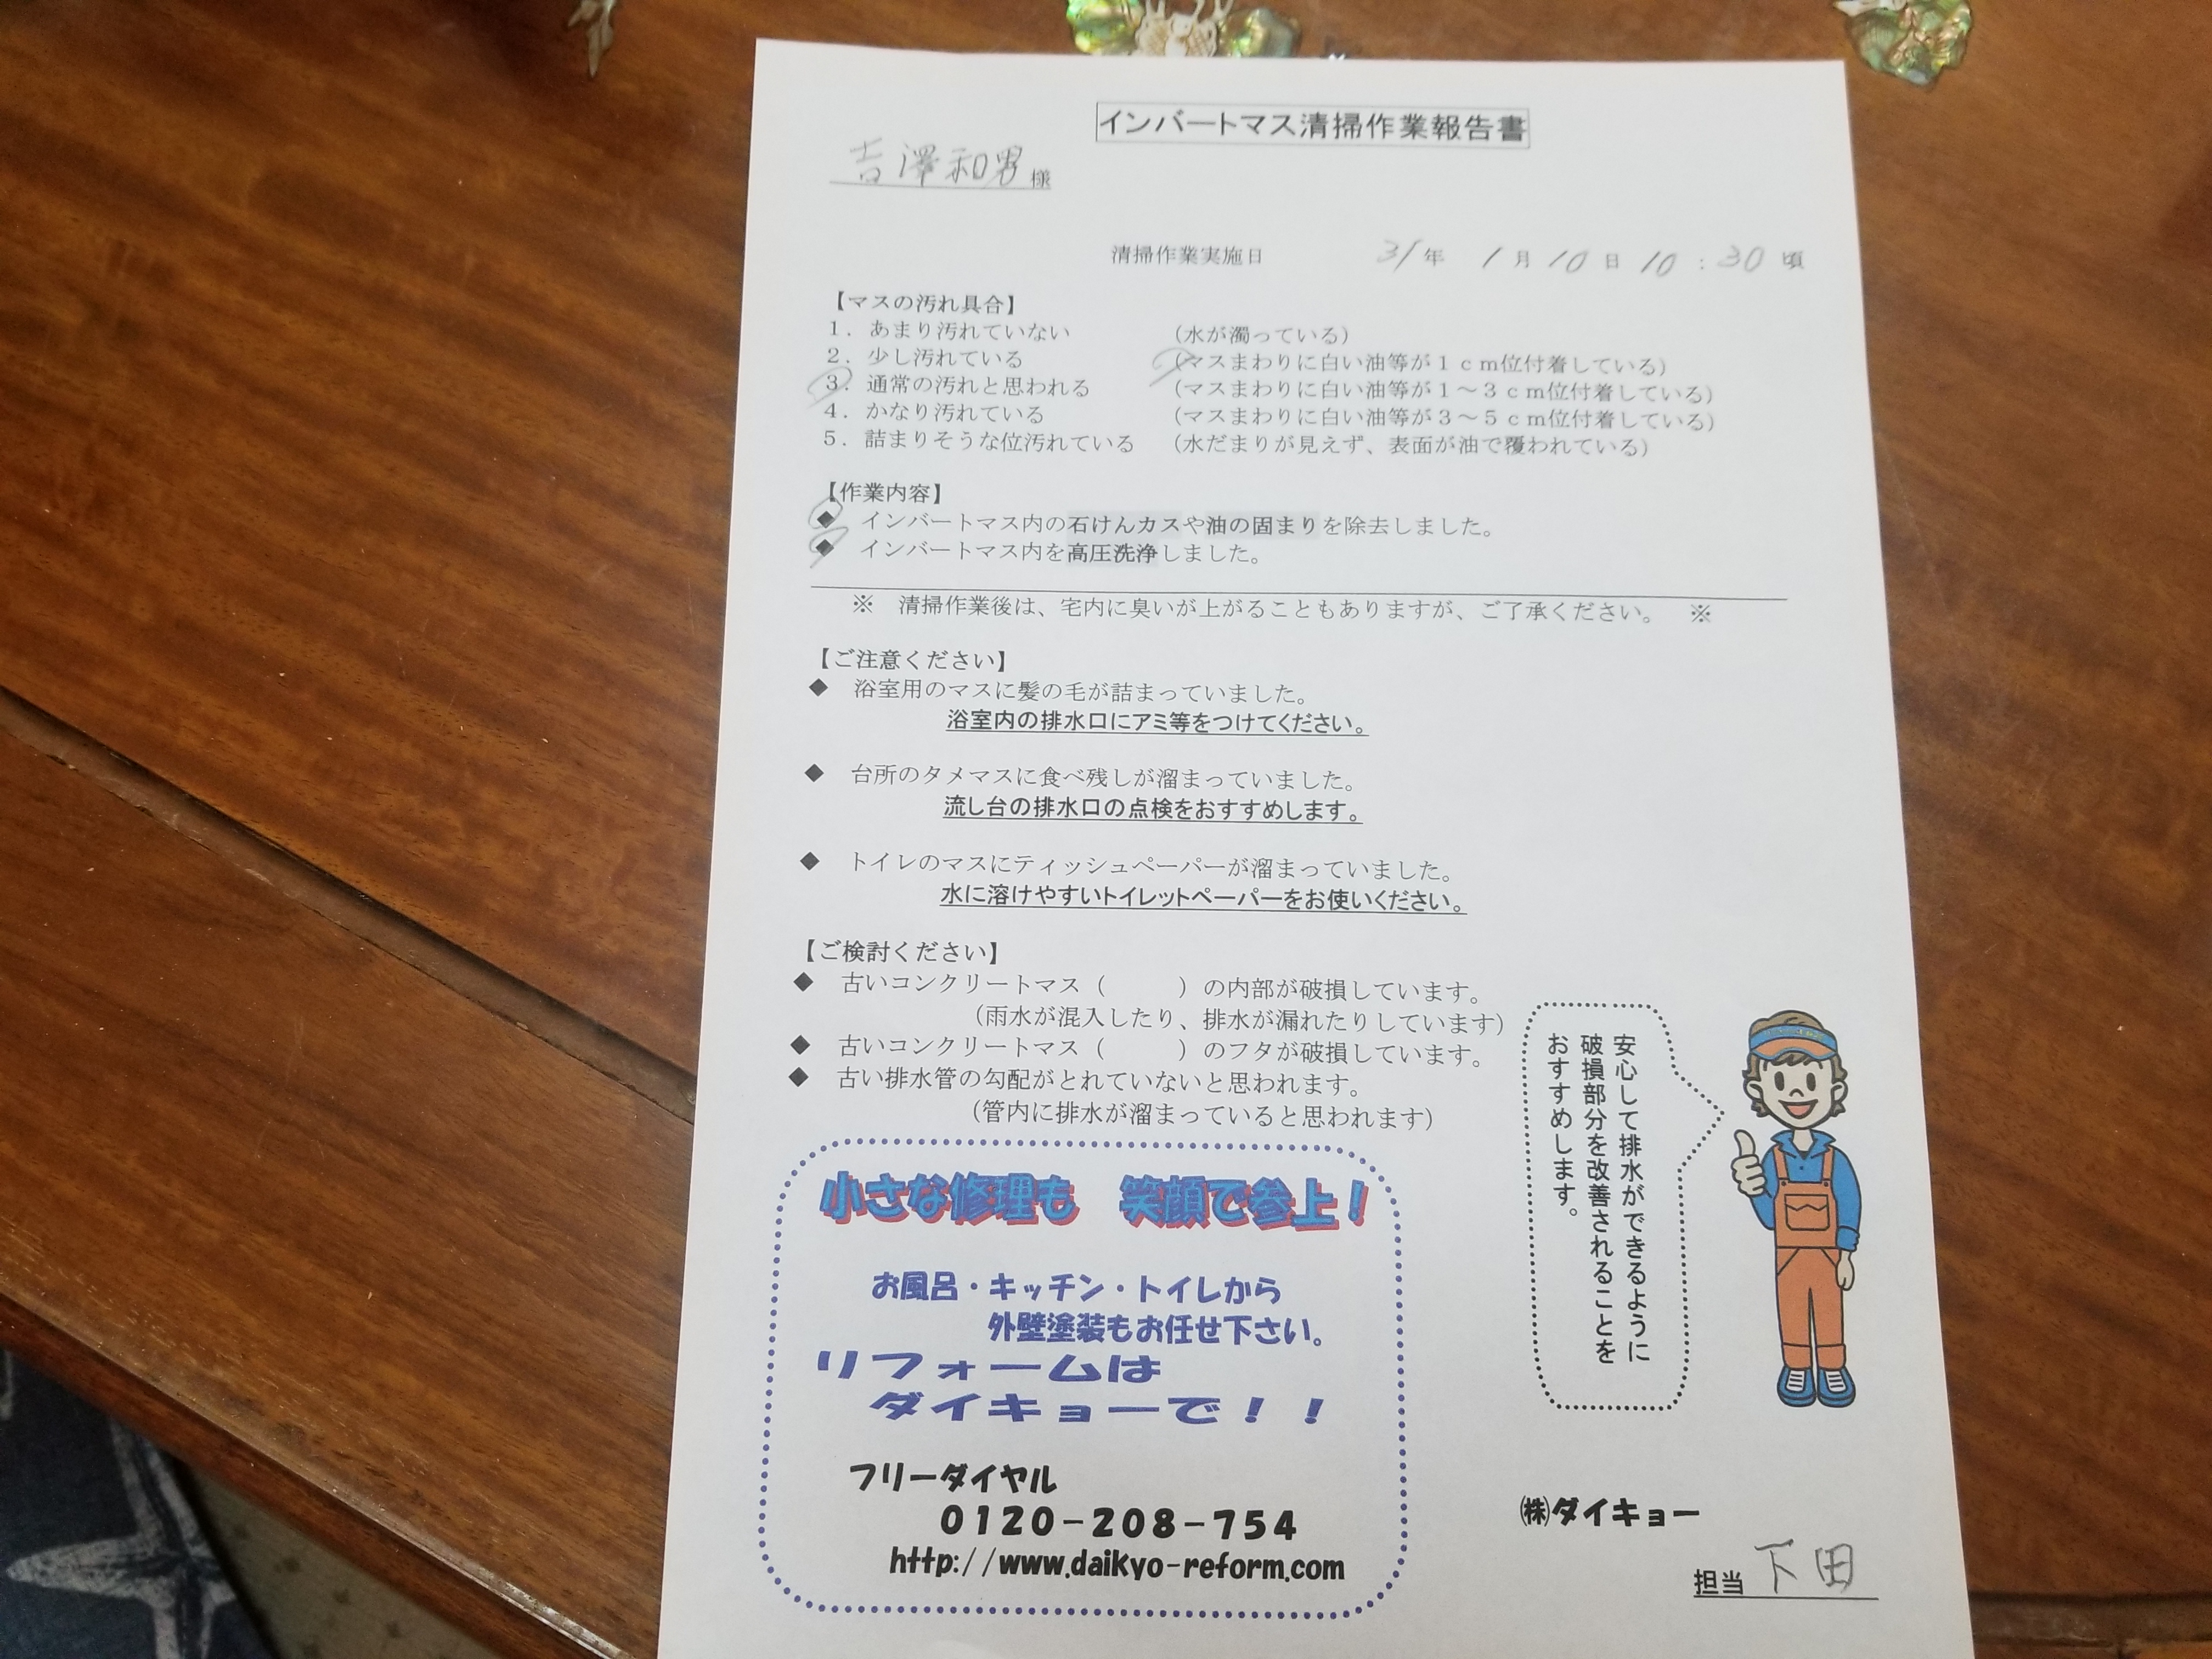 インバートマス清掃作業報告書
吉澤和男様
清掃作業実施日 31年 1月10日10:30頃
【マスの汚れ具合】
1．あまり汚れていない （水が濁っている）
2．少し汚れている （マスまわりに白い油等が1cm位付着している）
3．通常の汚れと思われる （マスまわりに白い油等が1～3cm位付着している）
4．かなり汚れている （マスまわりに白い油等が3～5cm位付着している）
5．詰まりそうな位汚れている （水だまりが見えず、表面が油で覆われている）
【作業内容】
◆ インバートマス内の石けんカスや油の固まりを除去しました。
◆ インバートマス内を高圧洗浄しました。
※ 清掃作業後は、宅内に臭いが上がることもありますが、ご了承ください。 ※
【ご注意ください】
◆ 浴室用のマスに髪の毛が詰まっていました。
浴室内の排水口にアミ等をつけてください。
◆ 台所のタメマスに食べ残しが溜まっていました。
流し台の排水口の点検をおすすめします。
◆ トイレのマスにティッシュペーパーが溜まっていました。
水に溶けやすいトイレットペーパーをお使いください。
【ご検討ください】
◆ 古いコンクリートマス（　　　）の内部が破損しています。
（雨水が混入したり、排水が漏れたりしています）
◆ 古いコンクリートマス（　　　）のフタが破損しています。
◆ 古い排水管の勾配がとれていないと思われます。
（管内に排水が溜まっていると思われます）
安心して排水ができるように
破損部分を改善されることを
おすすめします。
小さな修理も 笑顔で参上！
お風呂・キッチン・トイレから
外壁塗装もお任せ下さい。
リフォームは
ダイキョーで！！
フリーダイヤル
0120-208-754
http://www.daikyo-reform.com
㈱ダイキョー
担当 下田